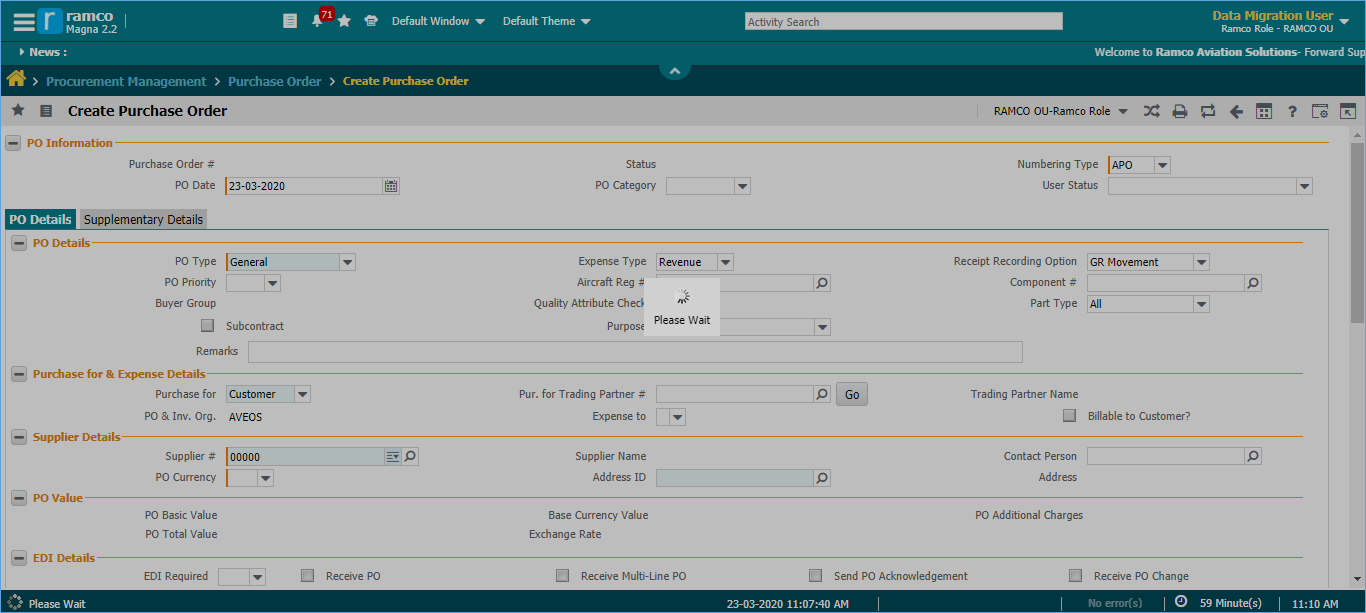 ramco
Magna 2.2
71
Default Window
Default Theme
Activity Search
Data Migration User
Ramco Role - RAMCO OU
News :
Welcome to Ramco Aviation Solutions- Forward Sup
Procurement Management > Purchase Order > Create Purchase Order
Create Purchase Order
RAMCO OU-Ramco Role
PO Information
Purchase Order # Status Numbering Type APO
PO Date 23-03-2020 PO Category User Status
PO Details Supplementary Details
PO Details
PO Type General Expense Type Revenue Receipt Recording Option GR Movement
PO Priority Aircraft Reg # Component #
Buyer Group Quality Attribute Check Part Type All
Subcontract Purpose
Please Wait
Remarks
Purchase for & Expense Details
Purchase for Customer Pur. for Trading Partner # Go Trading Partner Name
PO & Inv. Org. AVEOS Expense to Billable to Customer?
Supplier Details
Supplier # 00000 Supplier Name Contact Person
PO Currency Address ID Address
PO Value
PO Basic Value Base Currency Value PO Additional Charges
PO Total Value Exchange Rate
EDI Details
EDI Required Receive PO Receive Multi-Line PO Send PO Acknowledgement Receive PO Change
Please Wait 23-03-2020 11:07:40 AM No error(s) 59 Minute(s) 11:10 AM